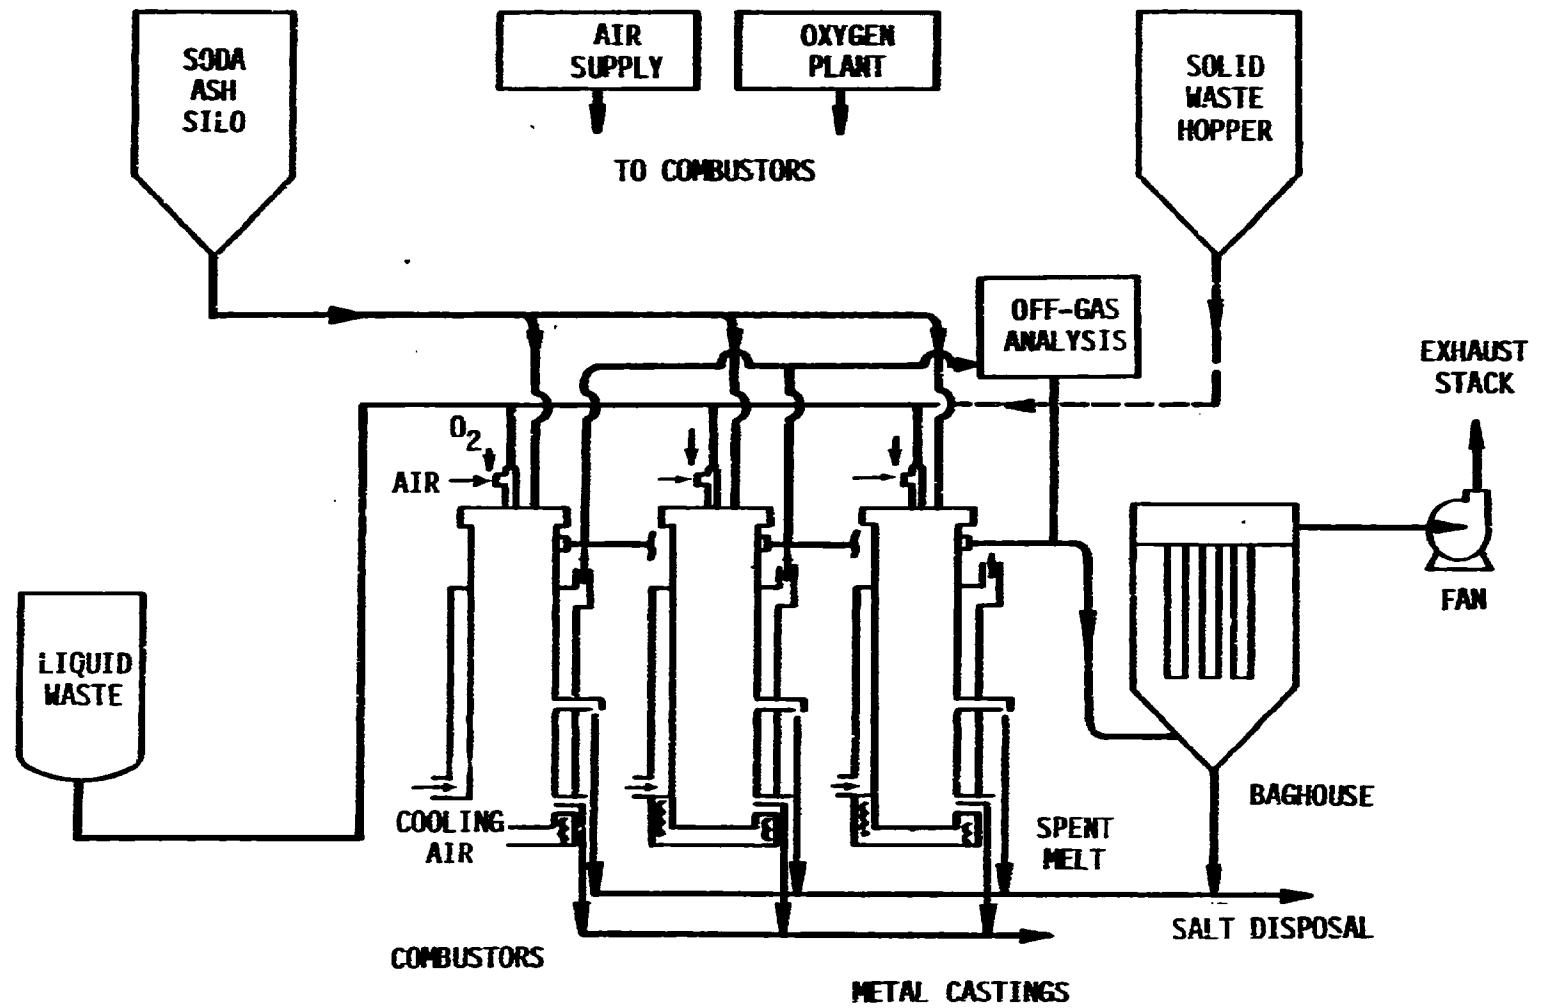 SODA
ASH
SILO
AIR
SUPPLY
OXYGEN
PLANT
TO COMBUSTORS
SOLID
WASTE
HOPPER
OFF-GAS
ANALYSIS
EXHAUST
STACK
O2
AIR
FAN
LIQUID
WASTE
BAGHOUSE
COOLING
AIR
SPENT
MELT
SALT DISPOSAL
COMBUSTORS
METAL CASTINGS